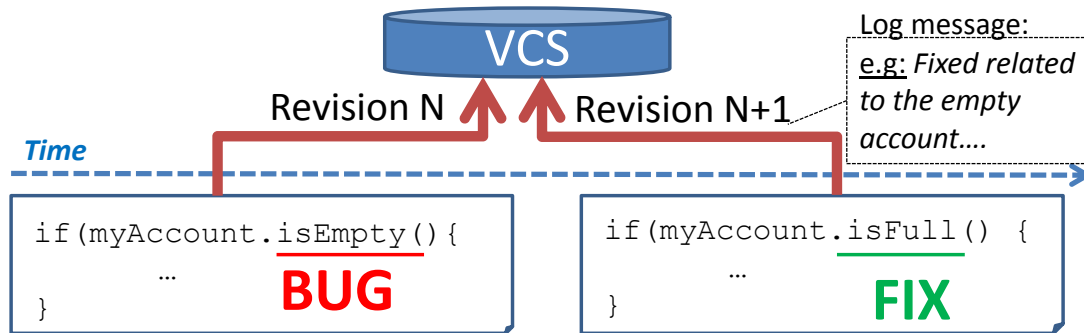 VCS
Log message:
e.g: Fixed related
to the empty
account....
Revision N
Revision N+1
Time
if(myAccount.isEmpty(){
…
BUG
}
if(myAccount.isFull() {
…
FIX
}